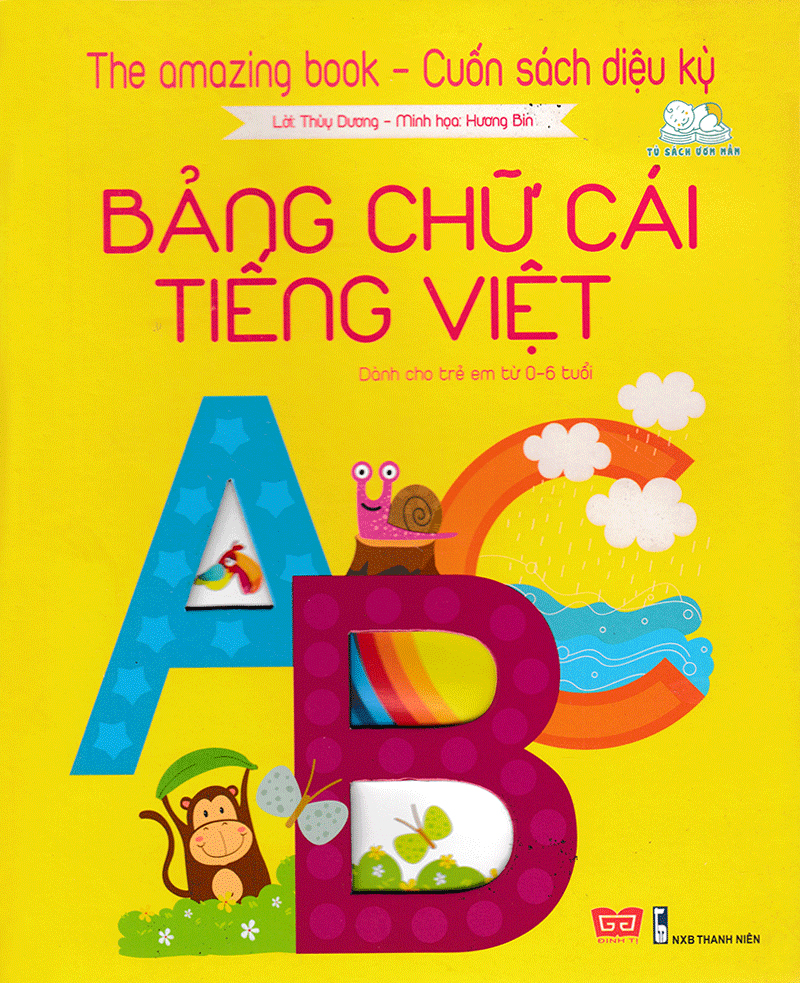 The amazing book – Cuốn sách diệu kỳ
Lời: Thùy Dương – Minh họa: Hương Bin
TỦ SÁCH ƯƠM MẦM
BẢNG CHỮ CÁI
TIẾNG VIỆT
Dành cho trẻ em từ 0-6 tuổi
A C
B
ĐINH TỊ
NXB THANH NIÊN